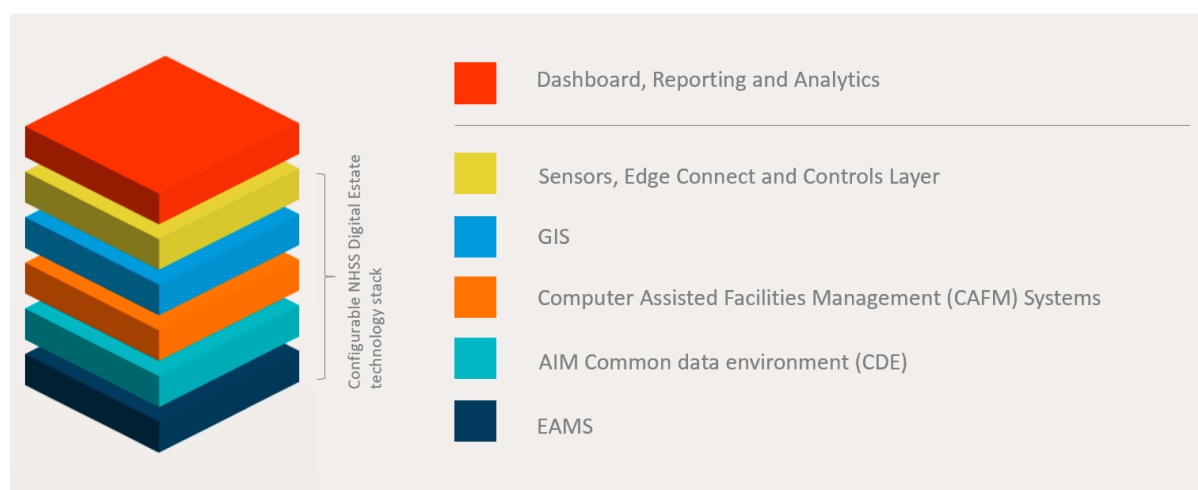 Dashboard, Reporting and Analytics
Configurable NHSS Digital Estate
technology stack
Sensors, Edge Connect and Controls Layer
GIS
Computer Assisted Facilities Management (CAFM) Systems
AIM Common data environment (CDE)
EAMS